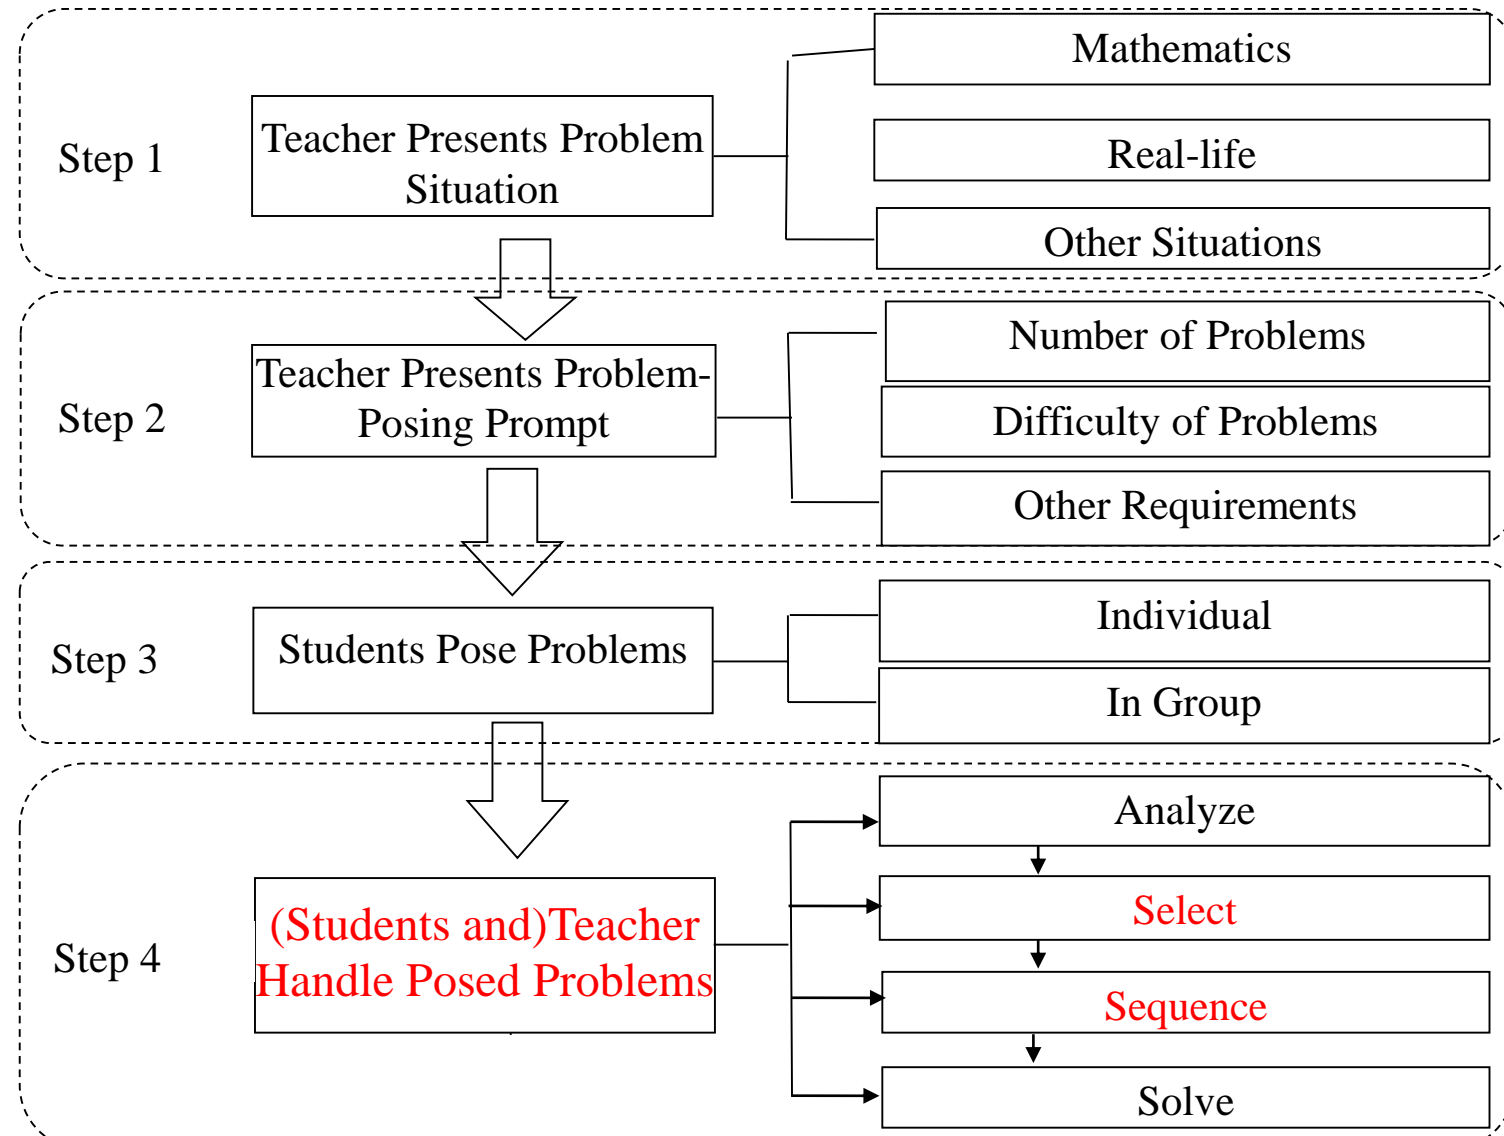 Step 1
Teacher Presents Problem
Situation
Mathematics
Real-life
Other Situations
Step 2
Teacher Presents Problem-
Posing Prompt
Number of Problems
Difficulty of Problems
Other Requirements
Step 3
Students Pose Problems
Individual
In Group
Step 4
(Students and)Teacher
Handle Posed Problems
Analyze
Select
Sequence
Solve